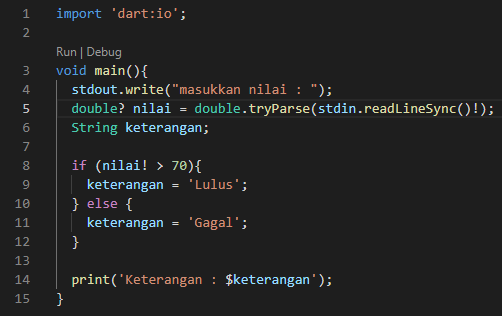 1 import 'dart:io';
2
Run | Debug
3 void main(){
4 stdout.write("masukkan nilai : ");
5 double? nilai = double.tryParse(stdin.readLineSync()!);
6 String keterangan;
7
8 if (nilai! > 70){
9 keterangan = 'Lulus';
10 } else {
11 keterangan = 'Gagal';
12 }
13
14 print('Keterangan : $keterangan');
15 }